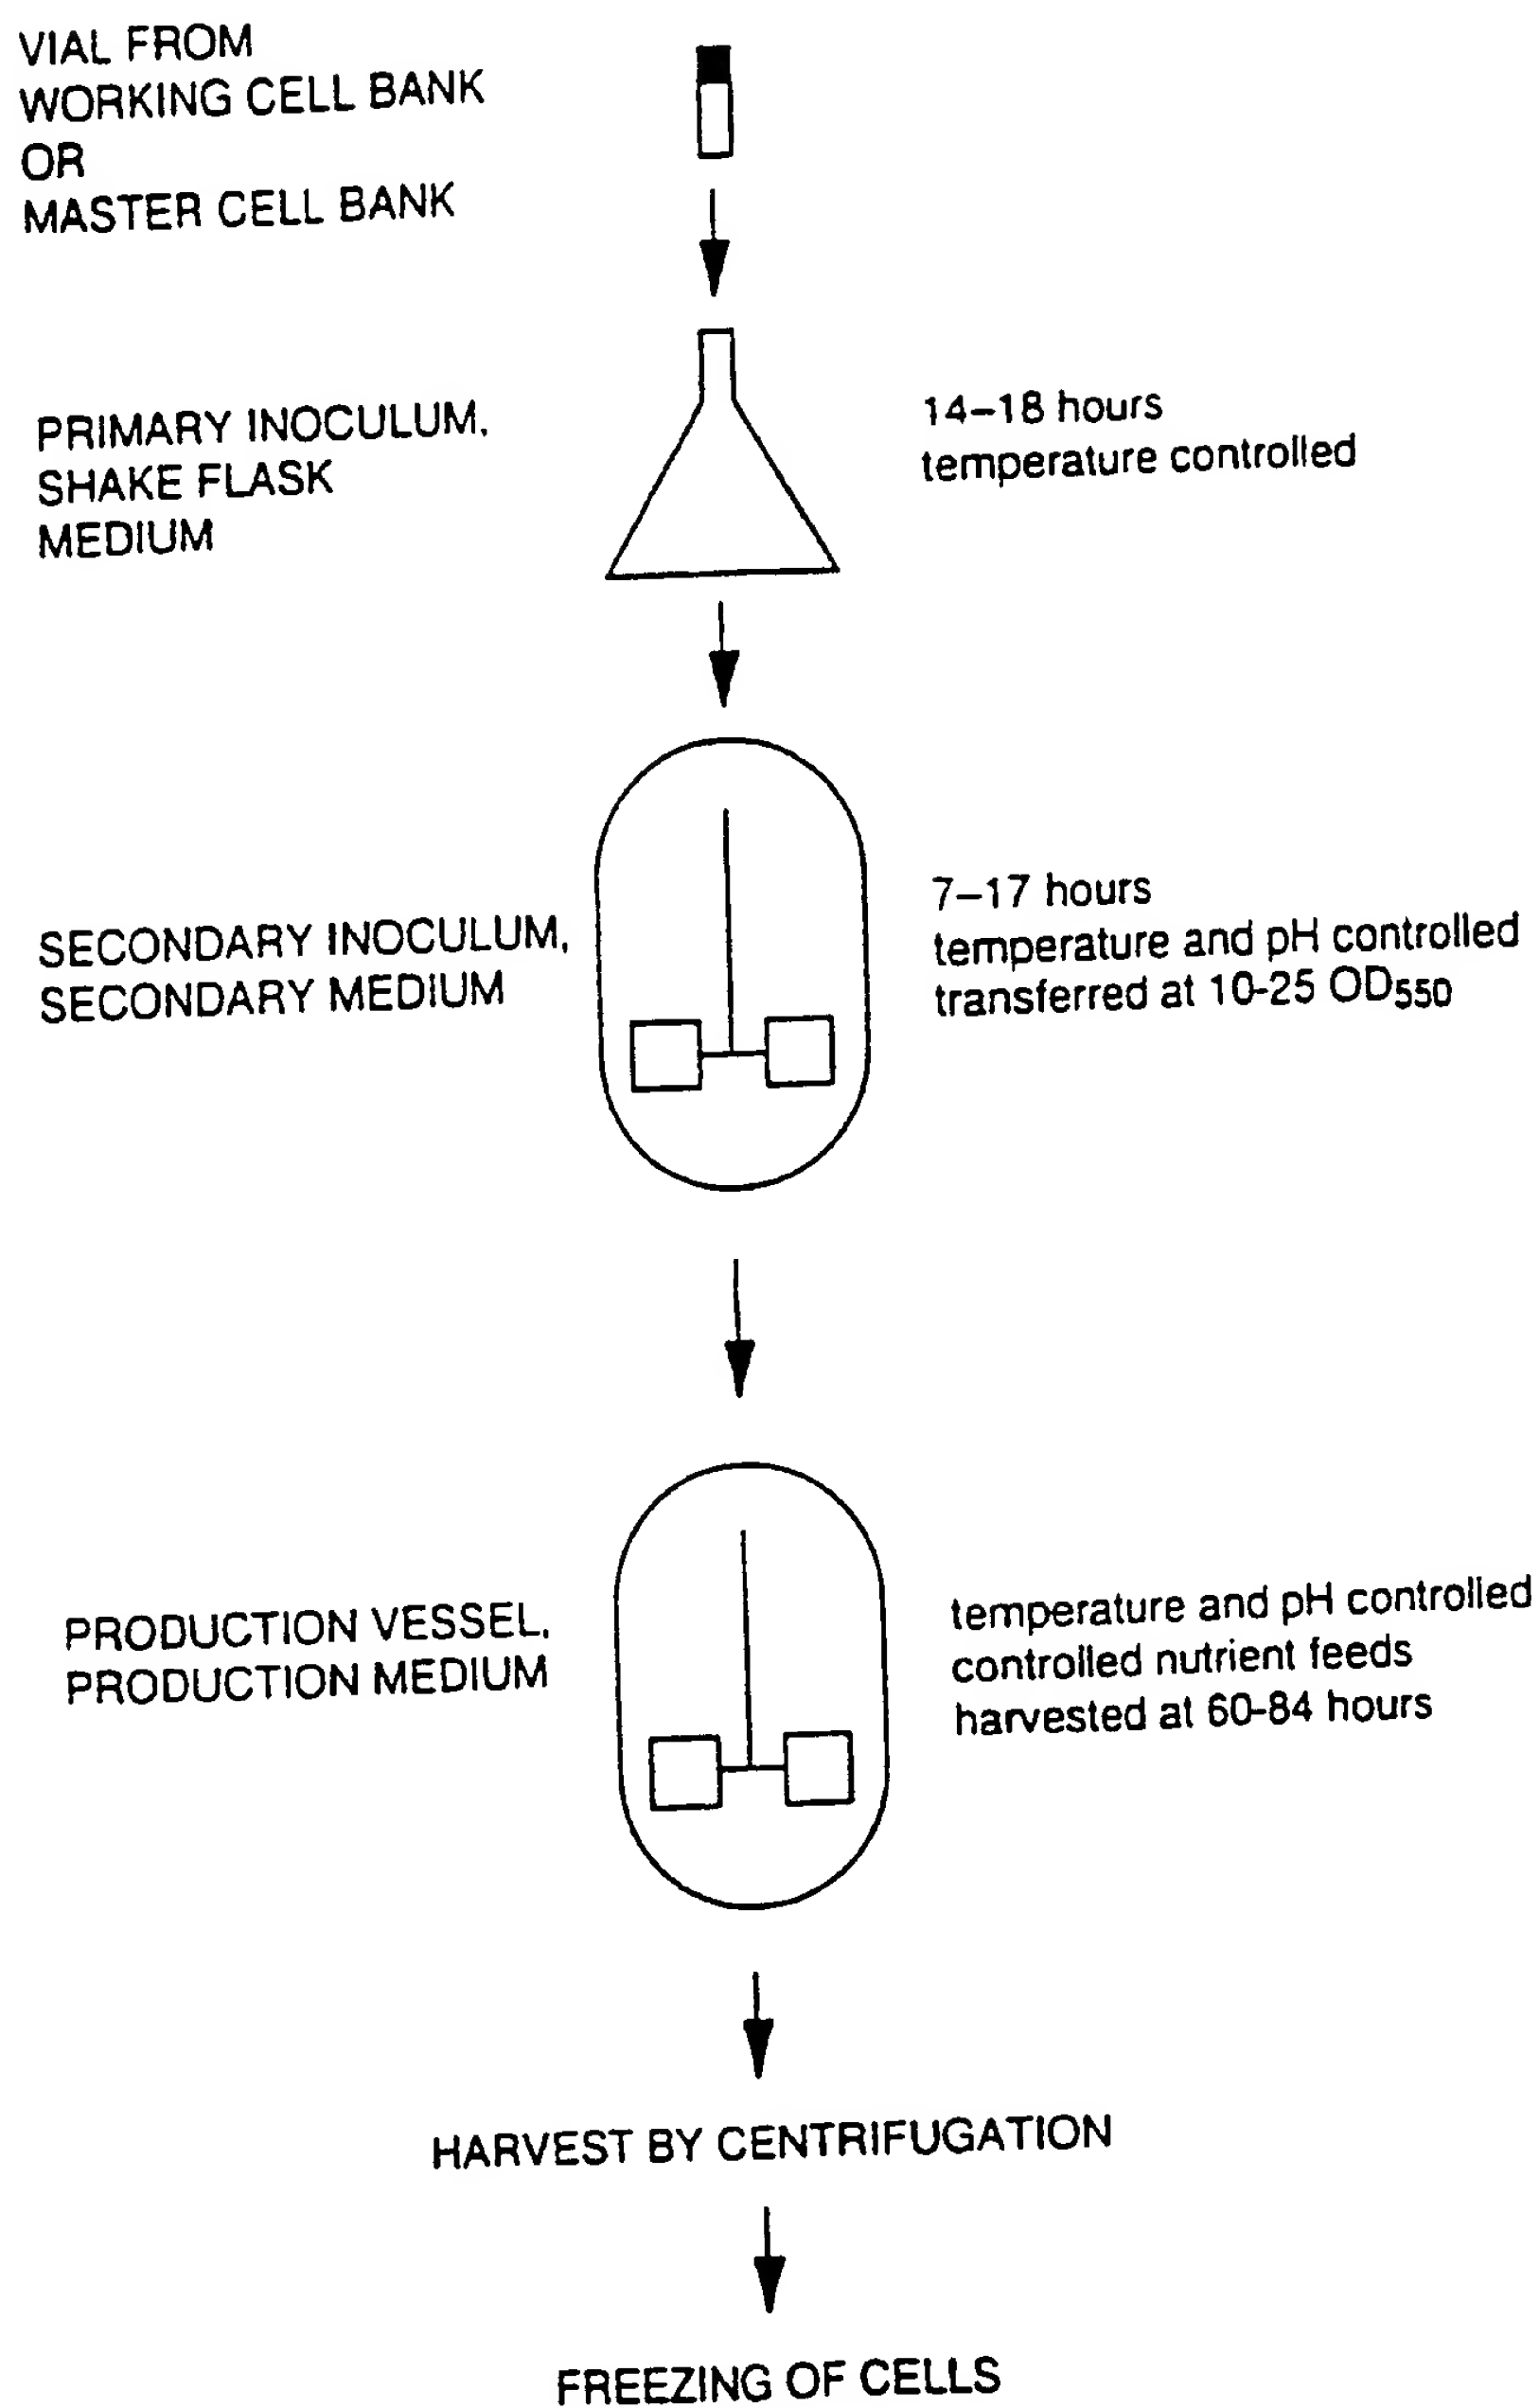 VIAL FROM
WORKING CELL BANK
OR
MASTER CELL BANK
PRIMARY INOCULUM,
SHAKE FLASK
MEDIUM
14–18 hours
temperature controlled
SECONDARY INOCULUM,
SECONDARY MEDIUM
7–17 hours
temperature and pH controlled
transferred at 10-25 OD₅₅₀
PRODUCTION VESSEL,
PRODUCTION MEDIUM
temperature and pH controlled
controlled nutrient feeds
harvested at 60-84 hours
HARVEST BY CENTRIFUGATION
FREEZING OF CELLS